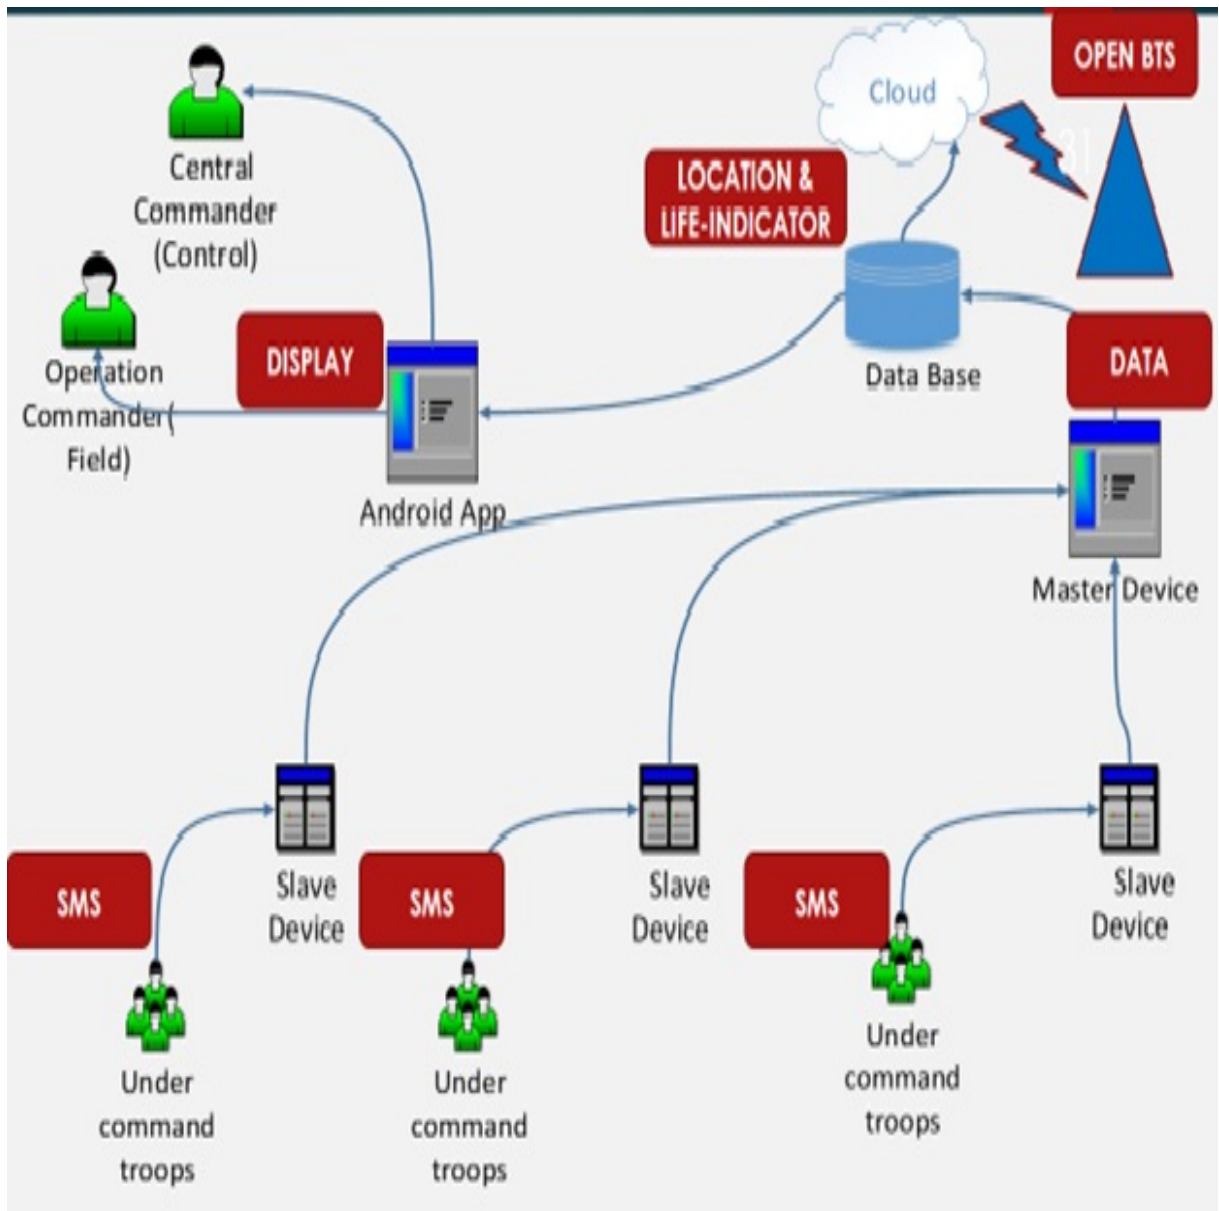 OPEN BTS
Cloud
31
LOCATION &
LIFE-INDICATOR
Central
Commander
(Control)
DISPLAY
Operation
Commander(
Field)
Data Base
DATA
Android App
Master Device
SMS
Slave
Device
SMS
Slave
Device
SMS
Slave
Device
Under
command
troops
Under
command
troops
Under
command
troops